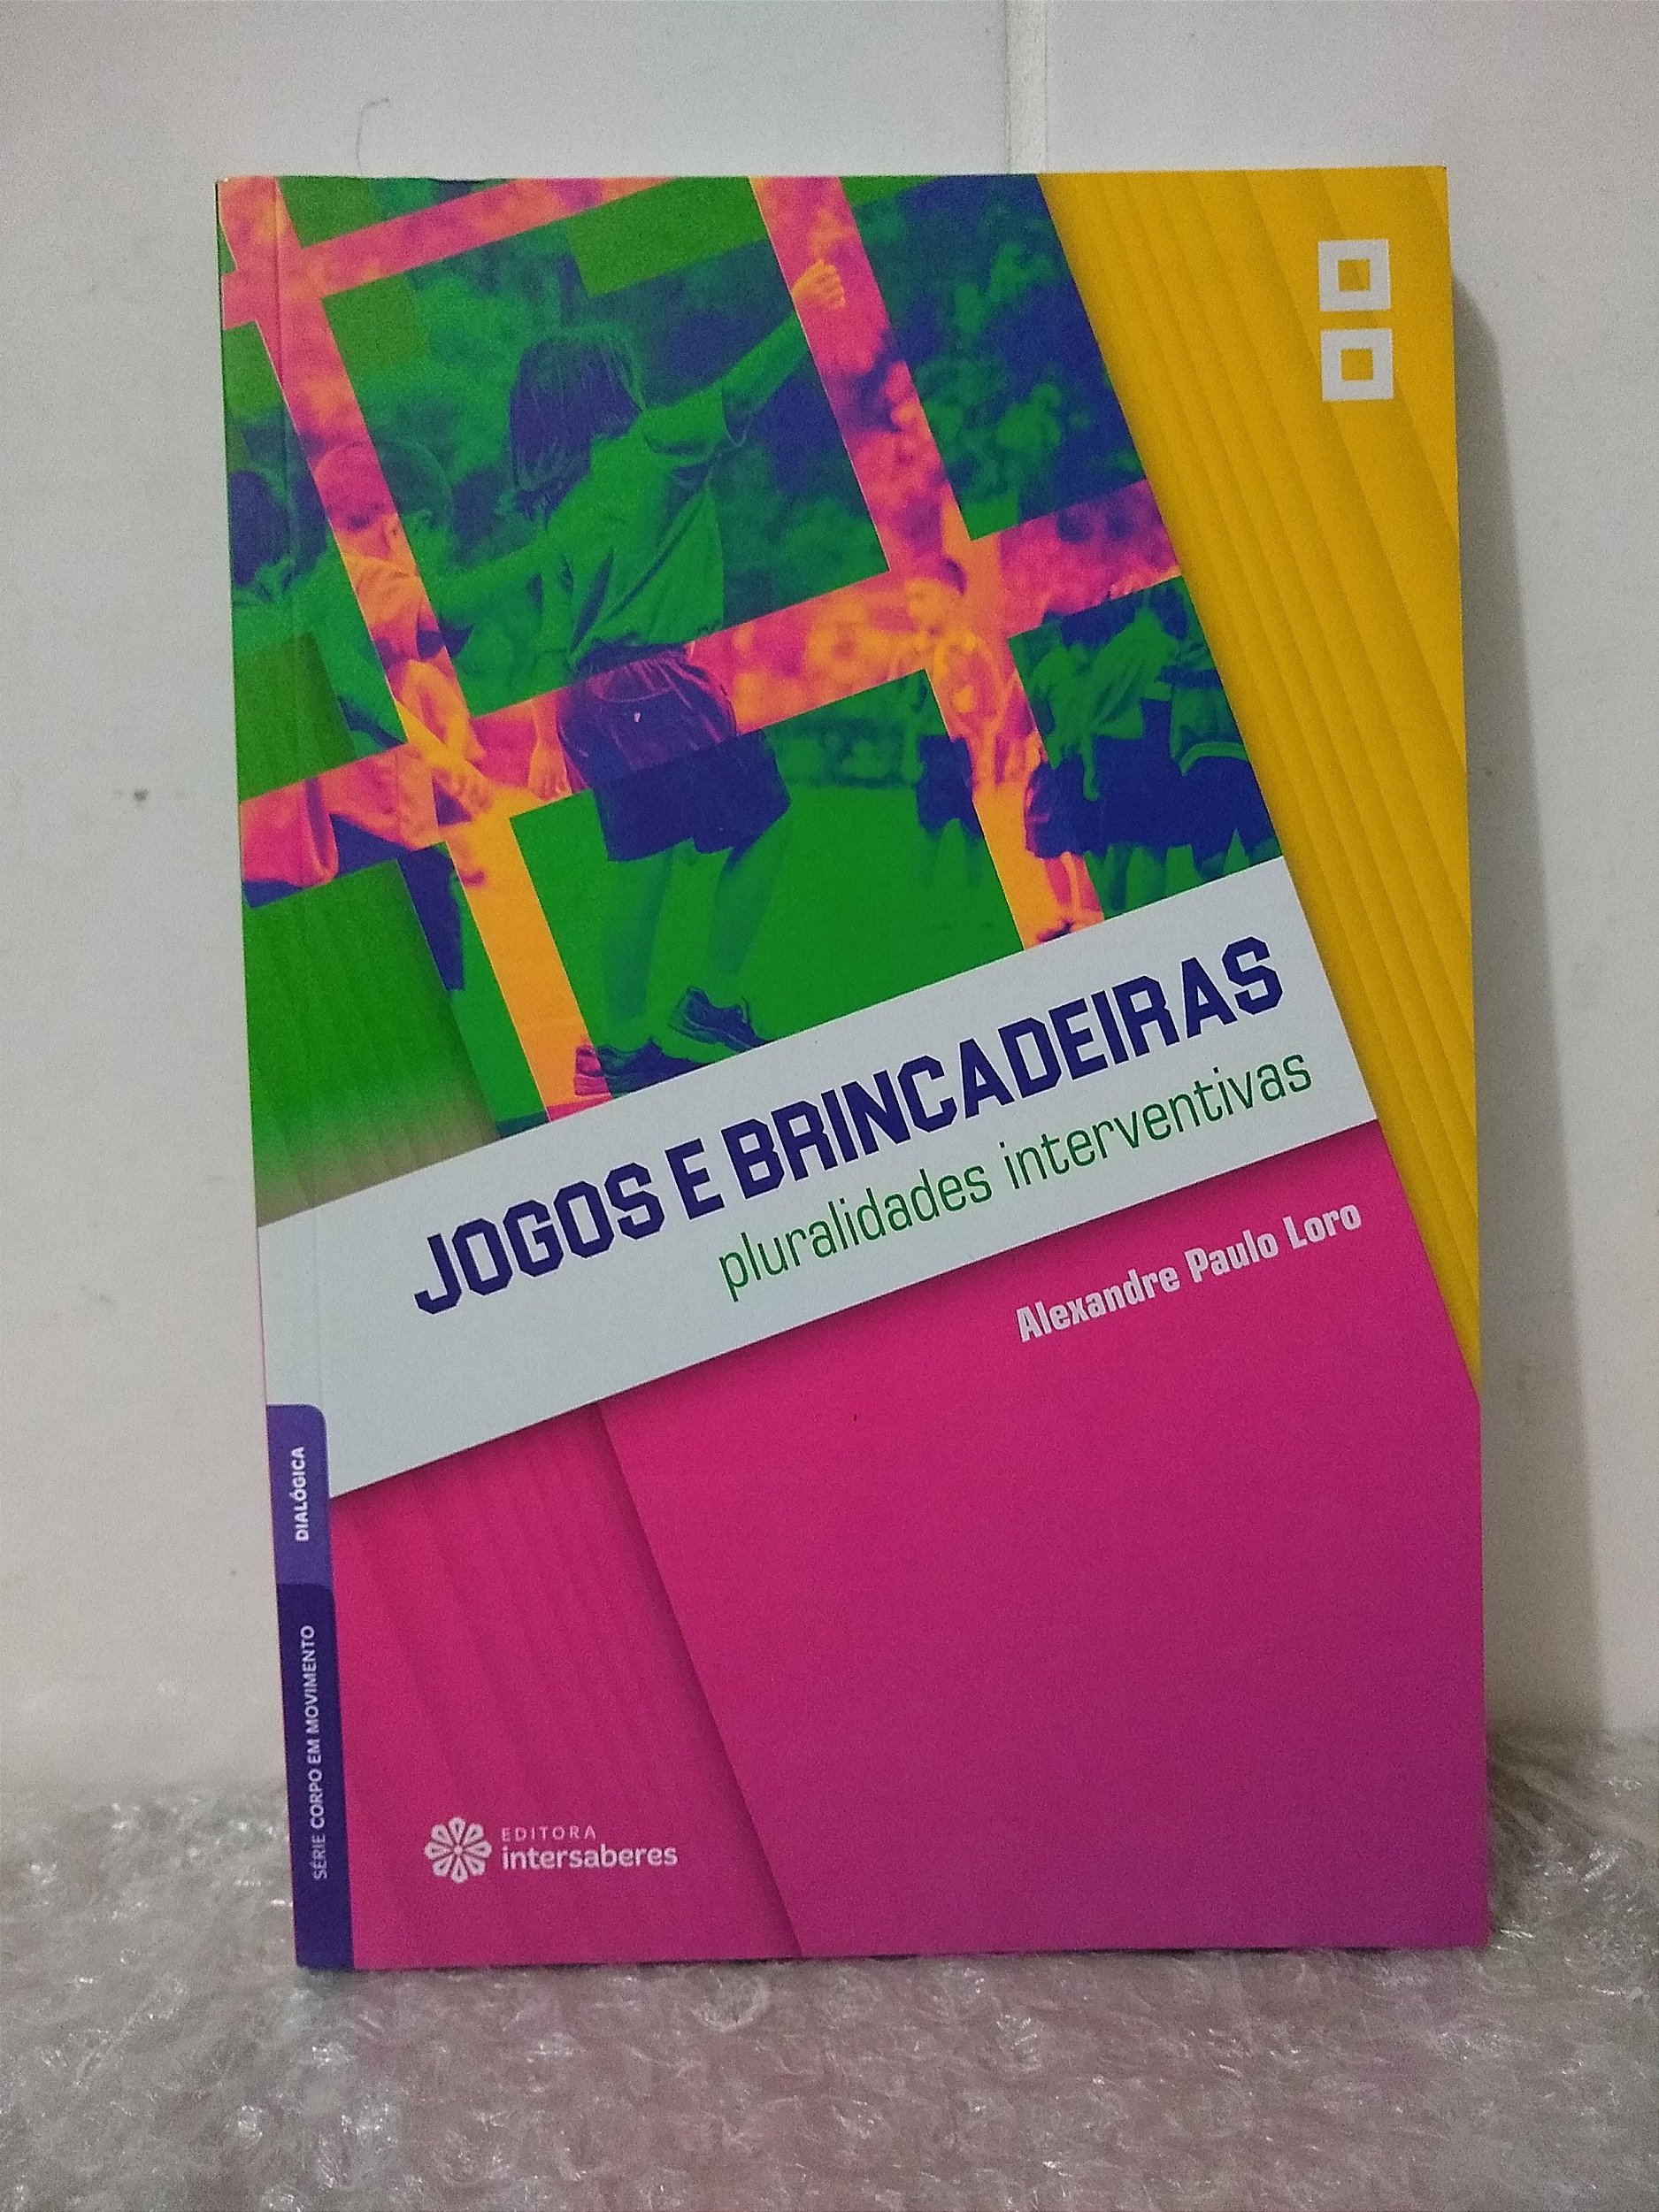 JOGOS E BRINCADEIRAS
pluralidades interventivas
Alexandre Paulo Loro
DIALÓGICA
SÉRIE CORPO EM MOVIMENTO
EDITORA
intersaberes